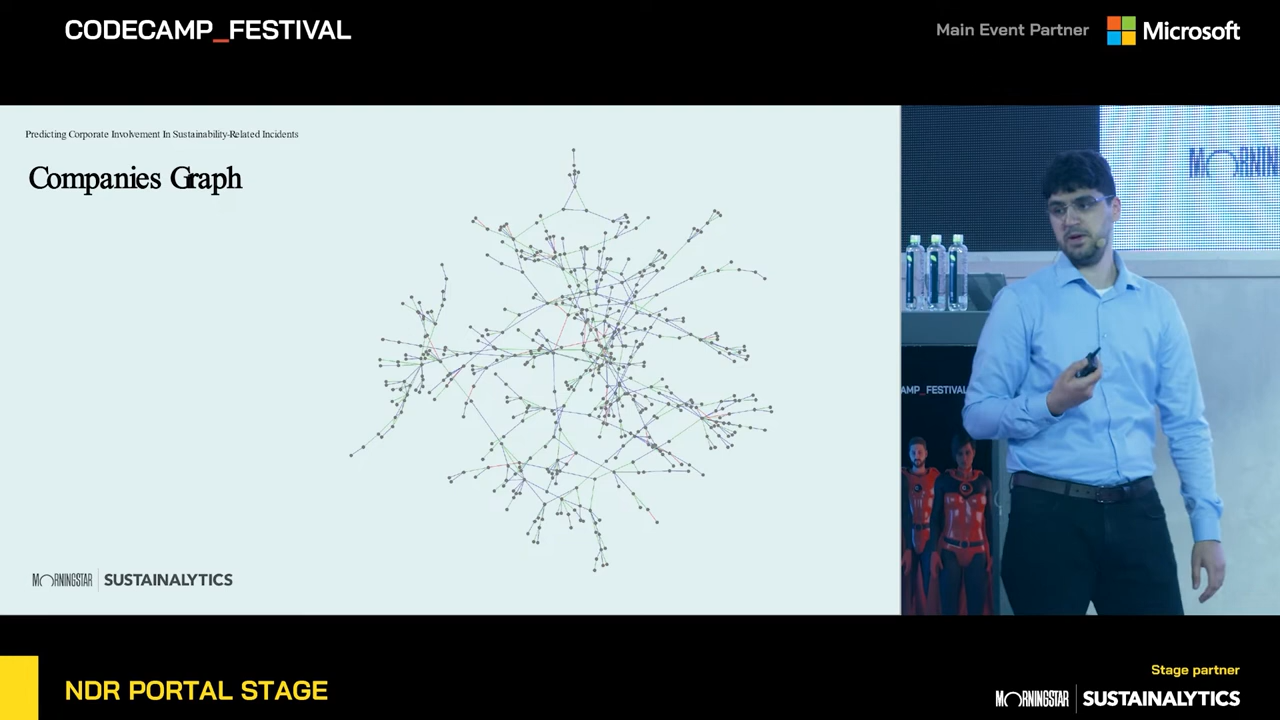 CODECAMP_FESTIVAL
Main Event Partner
Microsoft
Predicting Corporate Involvement In Sustainability-Related Incidents
Companies Graph
MORNINGSTAR SUSTAINALYTICS
AMP_FESTIVAL
NDR PORTAL STAGE
Stage partner
MORNINGSTAR SUSTAINALYTICS